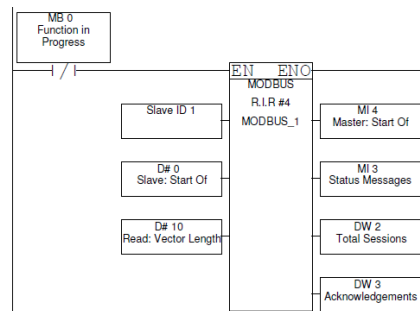 MB 0
Function in
Progress
EN ENO
MODBUS
R.I.R #4
MODBUS_1
Slave ID 1
D# 0
Slave: Start Of
D# 10
Read: Vector Length
MI 4
Master: Start Of
MI 3
Status Messages
DW 2
Total Sessions
DW 3
Acknowledgements